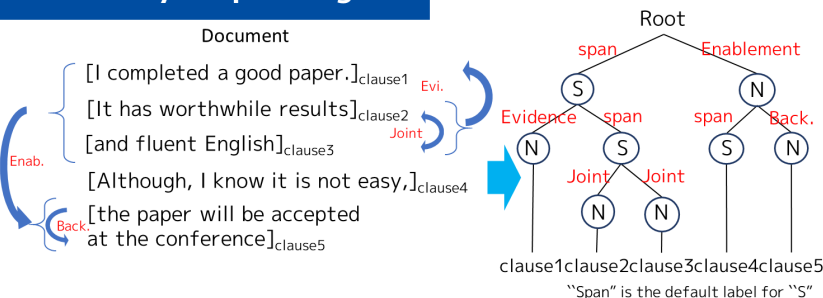 Document
[I completed a good paper.]clause1
[It has worthwhile results]clause2
[and fluent English]clause3
[Although, I know it is not easy,]clause4
[the paper will be accepted
at the conference]clause5
Evi.
Joint
Enab.
Back.
Root
span Enablement
S N
Evidence span span Back.
N S S N
Joint Joint
N N
clause1clause2clause3clause4clause5
``Span” is the default label for ``S”